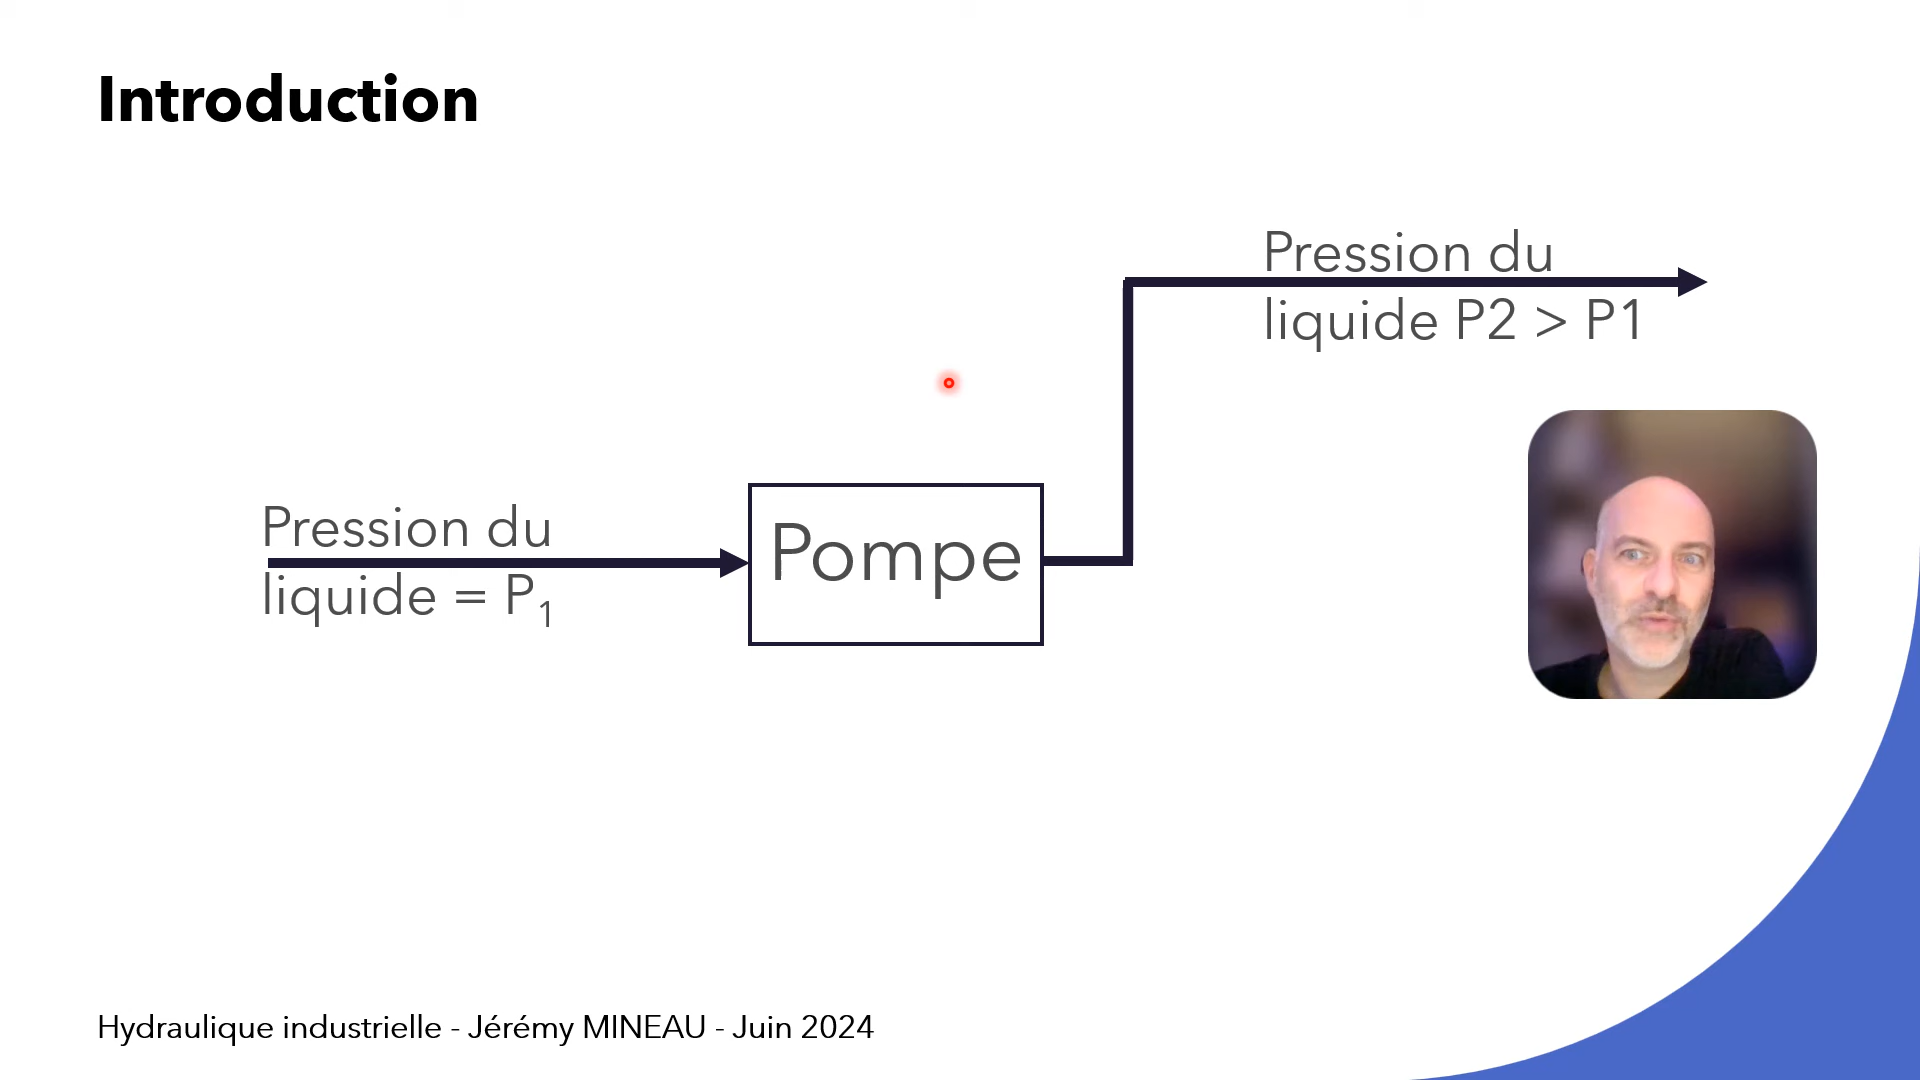 Introduction
Pression du
liquide P2 > P1
Pression du
liquide = P₁
Pompe
Hydraulique industrielle - Jérémy MINEAU - Juin 2024